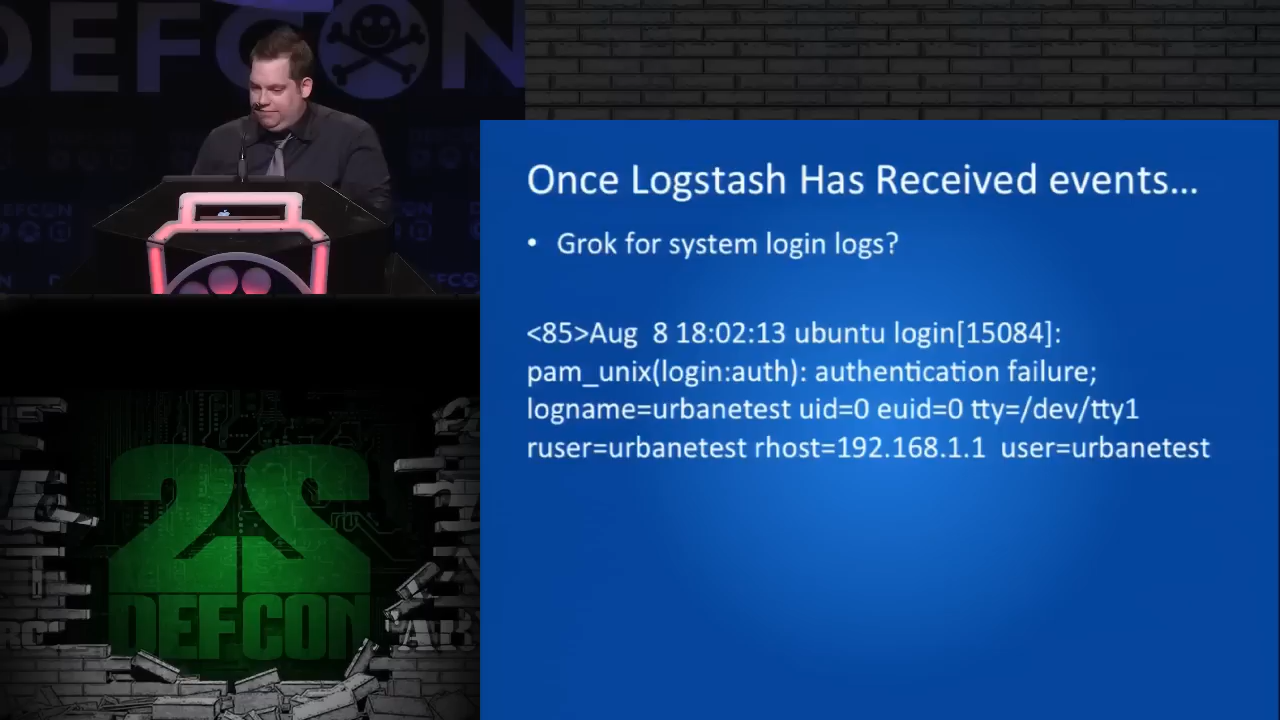 DEFCON
Once Logstash Has Received events...
• Grok for system login logs?
<85>Aug  8 18:02:13 ubuntu login[15084]:
pam_unix(login:auth): authentication failure;
logname=urbanetest uid=0 euid=0 tty=/dev/tty1
ruser=urbanetest rhost=192.168.1.1  user=urbanetest
22
DEFCON